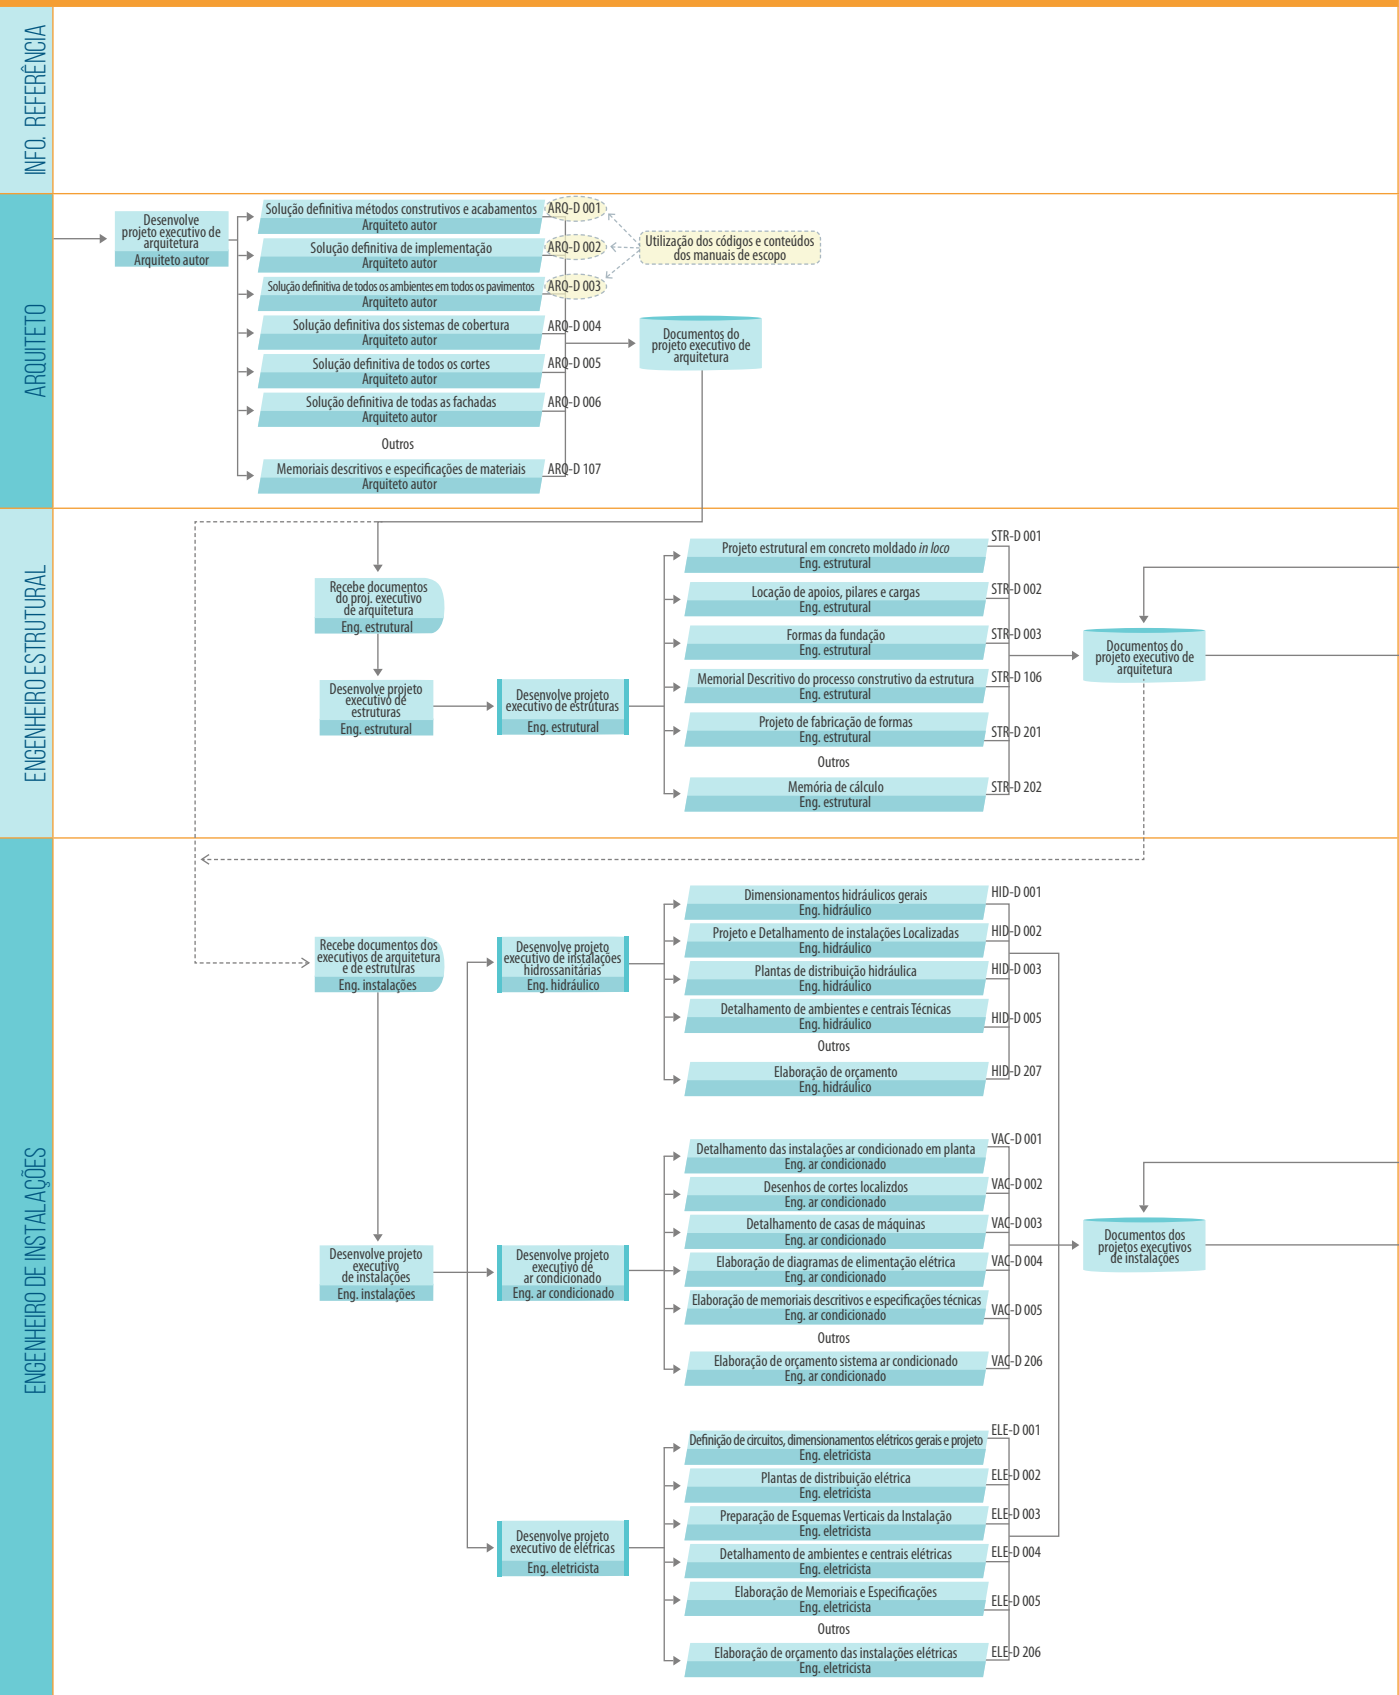 INFO. REFERÊNCIA
ARQUITETO
Desenvolve
projeto executivo de
arquitetura
Arquiteto autor
Solução definitiva métodos construtivos e acabamentos
Arquiteto autor
ARQ-D 001
Solução definitiva de implementação
Arquiteto autor
ARQ-D 002
Solução definitiva de todos os ambientes em todos os pavimentos
Arquiteto autor
ARQ-D 003
Solução definitiva dos sistemas de cobertura
Arquiteto autor
ARQ-D 004
Solução definitiva de todos os cortes
Arquiteto autor
ARQ-D 005
Solução definitiva de todas as fachadas
Arquiteto autor
ARQ-D 006
Outros
Memoriais descritivos e especificações de materiais
Arquiteto autor
ARQ-D 107
Utilização dos códigos e conteúdos
dos manuais de escopo
Documentos do
projeto executivo de
arquitetura
ENGENHEIRO ESTRUTURAL
Recebe documentos
do proj. executivo
de arquitetura
Eng. estrutural
Desenvolve projeto
executivo de
estruturas
Eng. estrutural
Desenvolve projeto
executivo de estruturas
Eng. estrutural
Projeto estrutural em concreto moldado in loco
Eng. estrutural
STR-D 001
Locação de apoios, pilares e cargas
Eng. estrutural
STR-D 002
Formas da fundação
Eng. estrutural
STR-D 003
Memorial Descritivo do processo construtivo da estrutura
Eng. estrutural
STR-D 106
Projeto de fabricação de formas
Eng. estrutural
STR-D 201
Outros
Memória de cálculo
Eng. estrutural
STR-D 202
Documentos do
projeto executivo de
arquitetura
ENGENHEIRO DE INSTALAÇÕES
Recebe documentos dos
executivos de arquitetura
e de estruturas
Eng. instalações
Desenvolve projeto
executivo
de instalações
Eng. instalações
Desenvolve projeto
executivo de instalações
hidrossanitárias
Eng. hidráulico
Dimensionamentos hidráulicos gerais
Eng. hidráulico
HID-D 001
Projeto e Detalhamento de instalações Localizadas
Eng. hidráulico
HID-D 002
Plantas de distribuição hidráulica
Eng. hidráulico
HID-D 003
Detalhamento de ambientes e centrais Técnicas
Eng. hidráulico
HID-D 005
Outros
Elaboração de orçamento
Eng. hidráulico
HID-D 207
Desenvolve projeto
executivo de
ar condicionado
Eng. ar condicionado
Detalhamento das instalações ar condicionado em planta
Eng. ar condicionado
VAC-D 001
Desenhos de cortes localizdos
Eng. ar condicionado
VAC-D 002
Detalhamento de casas de máquinas
Eng. ar condicionado
VAC-D 003
Elaboração de diagramas de elimentação elétrica
Eng. ar condicionado
VAC-D 004
Elaboração de memoriais descritivos e especificações técnicas
Eng. ar condicionado
VAC-D 005
Outros
Elaboração de orçamento sistema ar condicionado
Eng. ar condicionado
VAC-D 206
Documentos dos
projetos executivos
de instalações
Desenvolve projeto
executivo de elétricas
Eng. eletricista
Definição de circuitos, dimensionamentos elétricos gerais e projeto
Eng. eletricista
ELE-D 001
Plantas de distribuição elétrica
Eng. eletricista
ELE-D 002
Preparação de Esquemas Verticais da Instalação
Eng. eletricista
ELE-D 003
Detalhamento de ambientes e centrais elétricas
Eng. eletricista
ELE-D 004
Elaboração de Memoriais e Especificações
Eng. eletricista
ELE-D 005
Outros
Elaboração de orçamento das instalações elétricas
Eng. eletricista
ELE-D 206